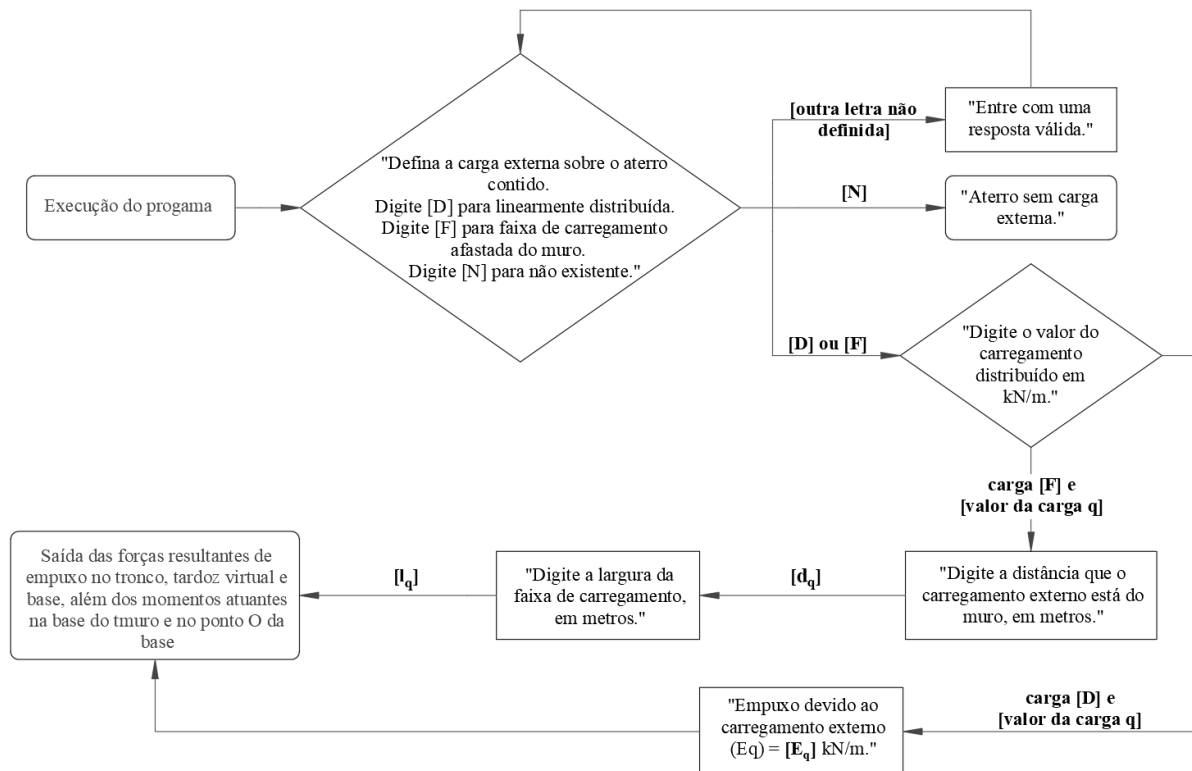 Execução do progama
"Defina a carga externa sobre o aterro
contido.
Digite [D] para linearmente distribuída.
Digite [F] para faixa de carregamento
afastada do muro.
Digite [N] para não existente."
[outra letra não
definida]
"Entre com uma
resposta válida."
[N]
"Aterro sem carga
externa."
[D] ou [F]
"Digite o valor do
carregamento
distribuído em
kN/m."
carga [F] e
[valor da carga q]
"Digite a distância que o
carregamento externo está do
muro, em metros."
[dq]
"Digite a largura da
faixa de carregamento,
em metros."
[lq]
Saída das forças resultantes de
empuxo no tronco, tardoz virtual e
base, além dos momentos atuantes
na base do tmuro e no ponto O da
base
carga [D] e
[valor da carga q]
"Empuxo devido ao
carregamento externo
(Eq) = [Eq] kN/m."